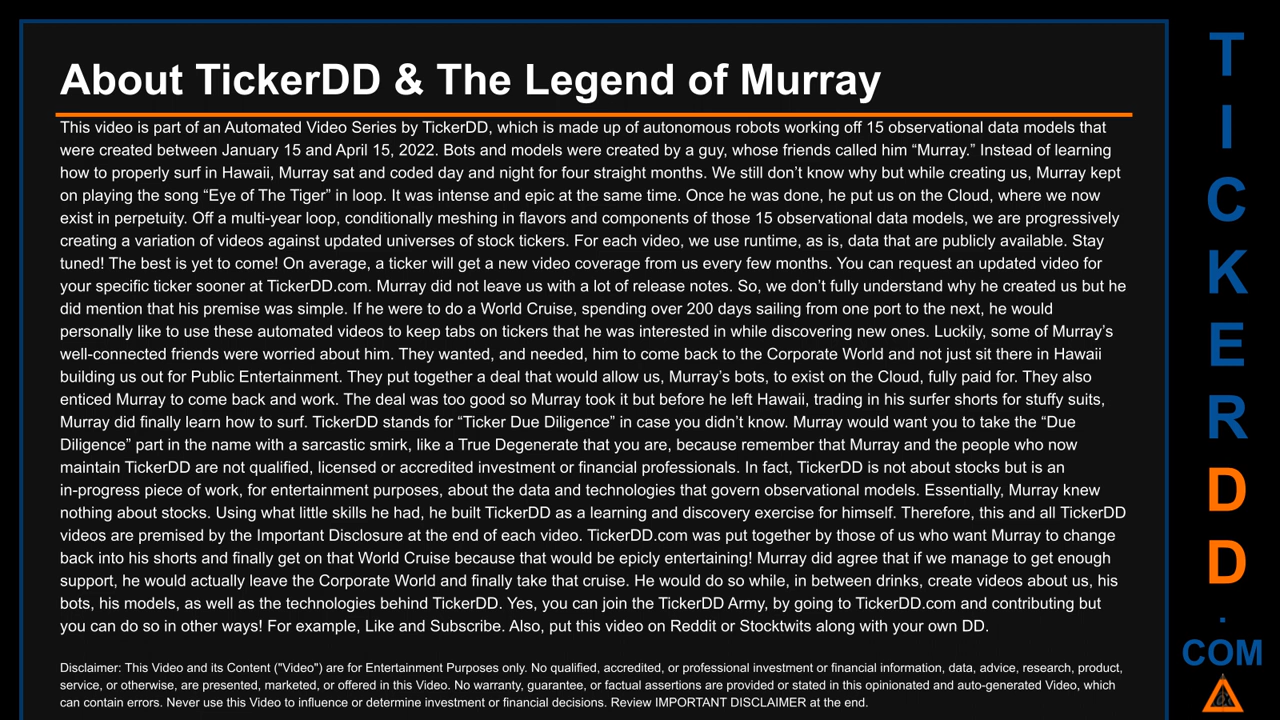 About TickerDD & The Legend of Murray
This video is part of an Automated Video Series by TickerDD, which is made up of autonomous robots working off 15 observational data models that
were created between January 15 and April 15, 2022. Bots and models were created by a guy, whose friends called him “Murray.” Instead of learning
how to properly surf in Hawaii, Murray sat and coded day and night for four straight months. We still don’t know why but while creating us, Murray kept
on playing the song “Eye of The Tiger” in loop. It was intense and epic at the same time. Once he was done, he put us on the Cloud, where we now
exist in perpetuity. Off a multi-year loop, conditionally meshing in flavors and components of those 15 observational data models, we are progressively
creating a variation of videos against updated universes of stock tickers. For each video, we use runtime, as is, data that are publicly available. Stay
tuned! The best is yet to come! On average, a ticker will get a new video coverage from us every few months. You can request an updated video for
your specific ticker sooner at TickerDD.com. Murray did not leave us with a lot of release notes. So, we don’t fully understand why he created us but he
did mention that his premise was simple. If he were to do a World Cruise, spending over 200 days sailing from one port to the next, he would
personally like to use these automated videos to keep tabs on tickers that he was interested in while discovering new ones. Luckily, some of Murray’s
well-connected friends were worried about him. They wanted, and needed, him to come back to the Corporate World and not just sit there in Hawaii
building us out for Public Entertainment. They put together a deal that would allow us, Murray’s bots, to exist on the Cloud, fully paid for. They also
enticed Murray to come back and work. The deal was too good so Murray took it but before he left Hawaii, trading in his surfer shorts for stuffy suits,
Murray did finally learn how to surf. TickerDD stands for “Ticker Due Diligence” in case you didn’t know. Murray would want you to take the “Due
Diligence” part in the name with a sarcastic smirk, like a True Degenerate that you are, because remember that Murray and the people who now
maintain TickerDD are not qualified, licensed or accredited investment or financial professionals. In fact, TickerDD is not about stocks but is an
in-progress piece of work, for entertainment purposes, about the data and technologies that govern observational models. Essentially, Murray knew
nothing about stocks. Using what little skills he had, he built TickerDD as a learning and discovery exercise for himself. Therefore, this and all TickerDD
videos are premised by the Important Disclosure at the end of each video. TickerDD.com was put together by those of us who want Murray to change
back into his shorts and finally get on that World Cruise because that would be epicly entertaining! Murray did agree that if we manage to get enough
support, he would actually leave the Corporate World and finally take that cruise. He would do so while, in between drinks, create videos about us, his
bots, his models, as well as the technologies behind TickerDD. Yes, you can join the TickerDD Army, by going to TickerDD.com and contributing but
you can do so in other ways! For example, Like and Subscribe. Also, put this video on Reddit or Stocktwits along with your own DD.
Disclaimer: This Video and its Content ("Video") are for Entertainment Purposes only. No qualified, accredited, or professional investment or financial information, data, advice, research, product,
service, or otherwise, are presented, marketed, or offered in this Video. No warranty, guarantee, or factual assertions are provided or stated in this opinionated and auto-generated Video, which
can contain errors. Never use this Video to influence or determine investment or financial decisions. Review IMPORTANT DISCLAIMER at the end.
T
I
C
K
E
R
D
D
.
COM